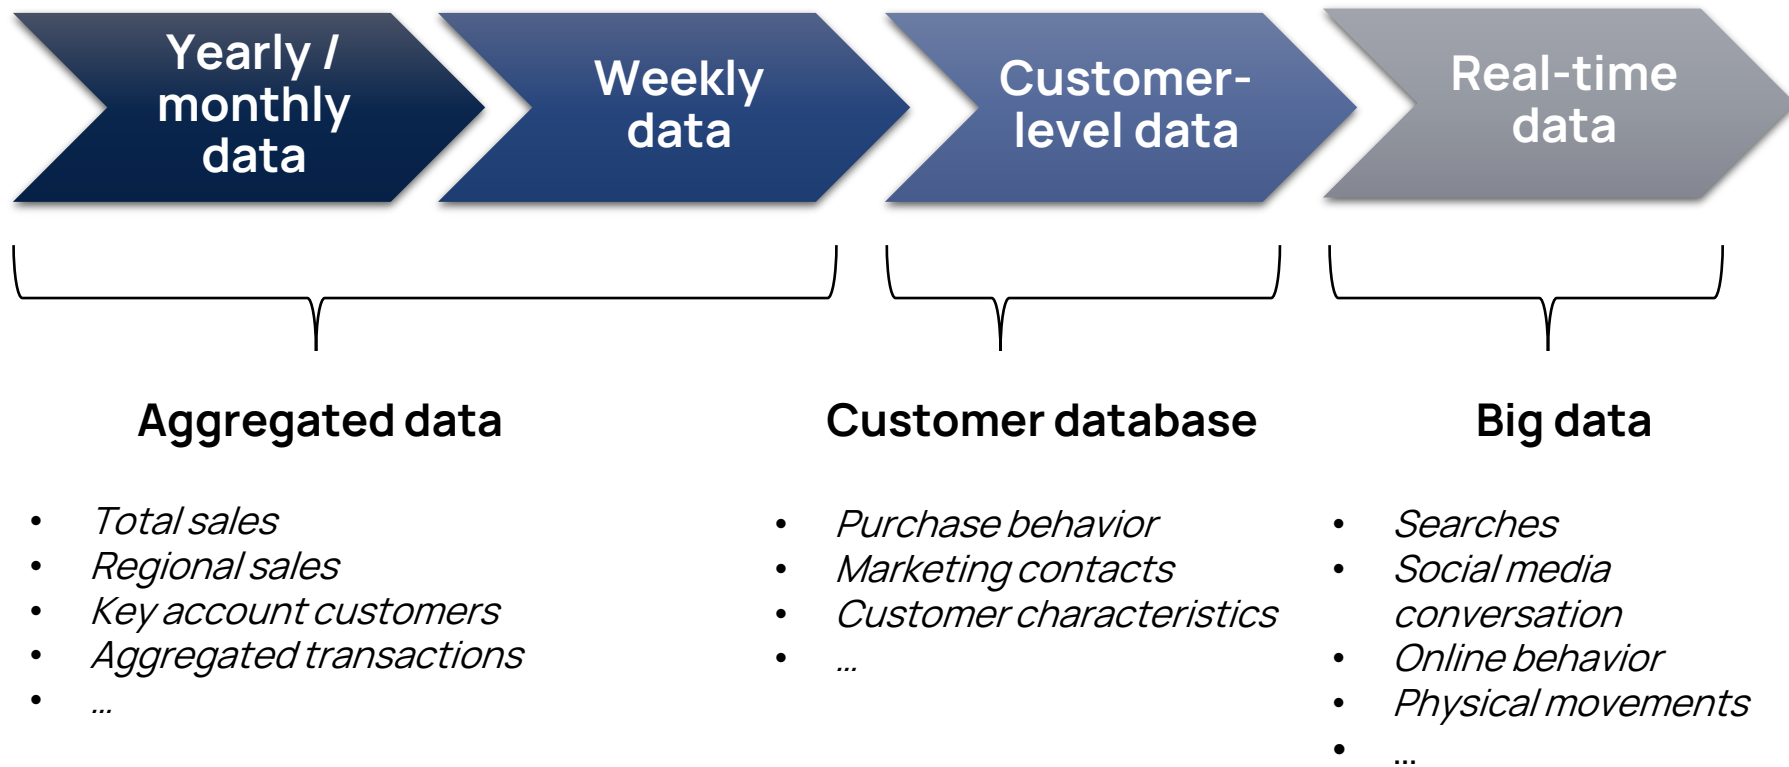 Yearly /
monthly
data
Weekly
data
Customer-
level data
Real-time
data
Aggregated data
• Total sales
• Regional sales
• Key account customers
• Aggregated transactions
• ...
Customer database
• Purchase behavior
• Marketing contacts
• Customer characteristics
• ...
Big data
• Searches
• Social media
conversation
• Online behavior
• Physical movements
• ...